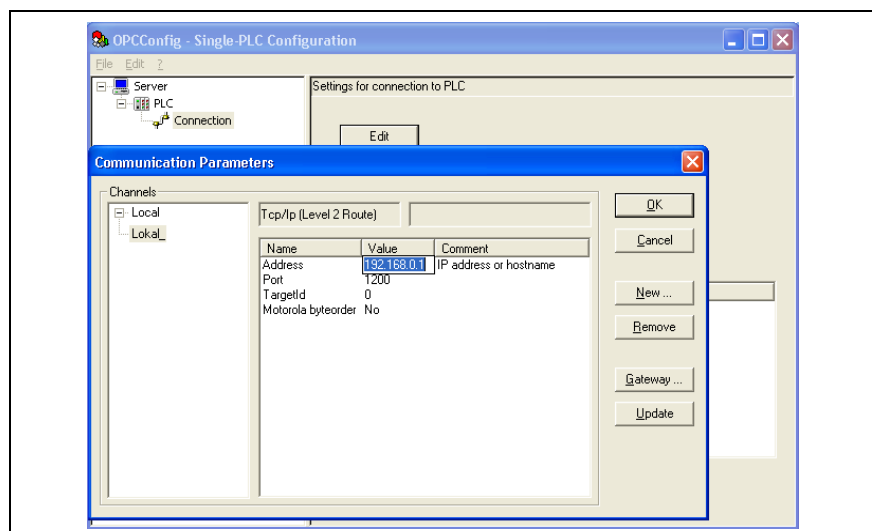 OPCConfig - Single-PLC Configuration
File Edit ?
Server
PLC
Connection
Settings for connection to PLC
Edit
Communication Parameters
Channels
Local
Lokal_
Tcp/Ip (Level 2 Route)
Name Value Comment
Address 192.168.0.1 IP address or hostname
Port 1200
TargetId 0
Motorola byteorder No
OK
Cancel
New ...
Remove
Gateway ...
Update